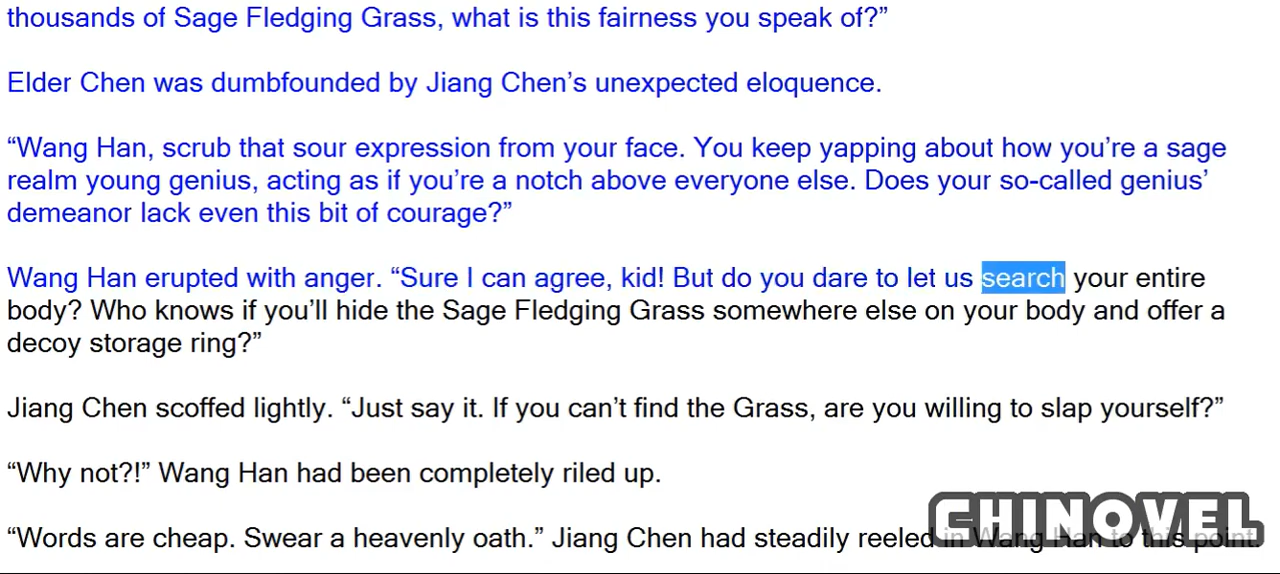 thousands of Sage Fledging Grass, what is this fairness you speak of?”
Elder Chen was dumbfounded by Jiang Chen’s unexpected eloquence.
“Wang Han, scrub that sour expression from your face. You keep yapping about how you’re a sage
realm young genius, acting as if you’re a notch above everyone else. Does your so-called genius’
demeanor lack even this bit of courage?”
Wang Han erupted with anger. “Sure I can agree, kid! But do you dare to let us search your entire
body? Who knows if you’ll hide the Sage Fledging Grass somewhere else on your body and offer a
decoy storage ring?”
Jiang Chen scoffed lightly. “Just say it. If you can’t find the Grass, are you willing to slap yourself?”
“Why not?!” Wang Han had been completely riled up.
“Words are cheap. Swear a heavenly oath.” Jiang Chen had steadily reeled in Wang Han to this point.
CHINOVEL